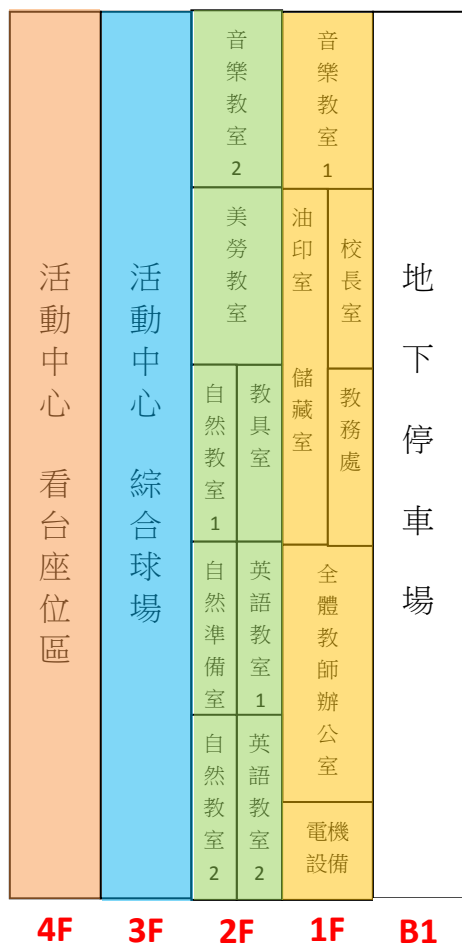 活動中心 看台座位區
活動中心 綜合球場
音樂教室2
美勞教室
自然教室1
教具室
自然準備室
英語教室1
自然教室2
英語教室2
音樂教室1
油印室 儲藏室
校長室
教務處
全體教師辦公室
電機
設備
地下停車場
4F 3F 2F 1F B1